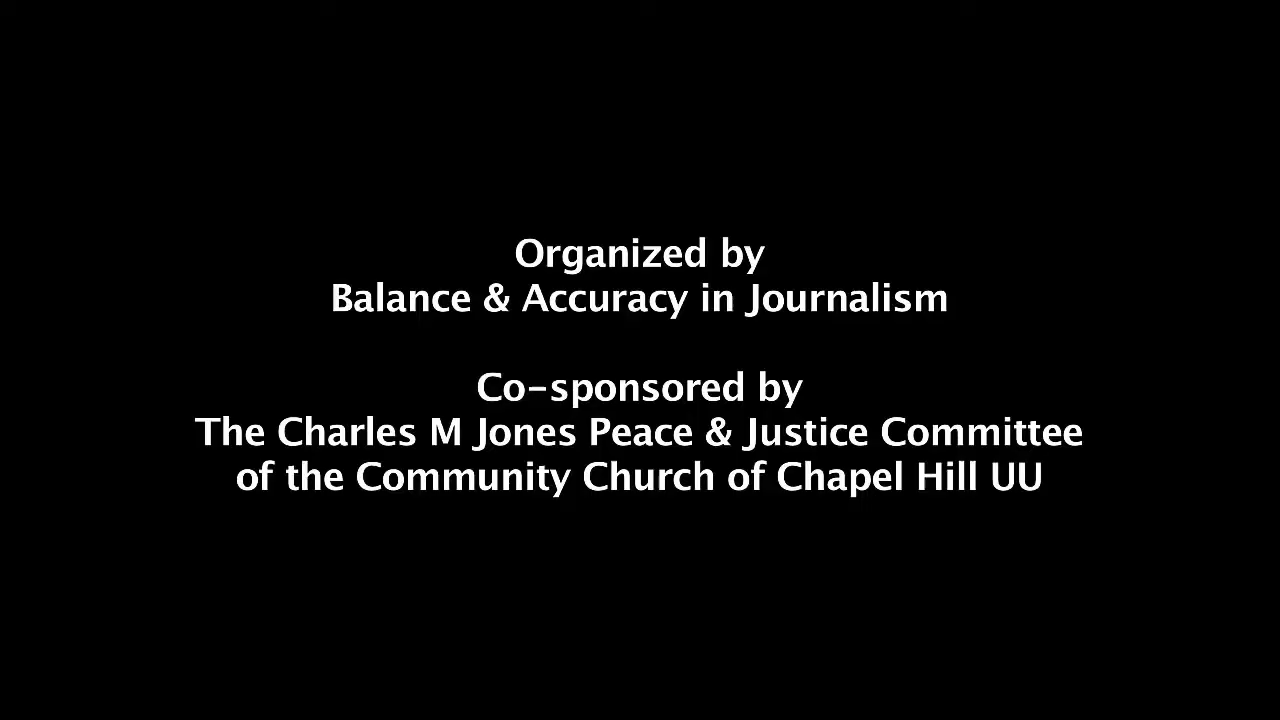 Organized by
Balance & Accuracy in Journalism
Co-sponsored by
The Charles M Jones Peace & Justice Committee
of the Community Church of Chapel Hill UU